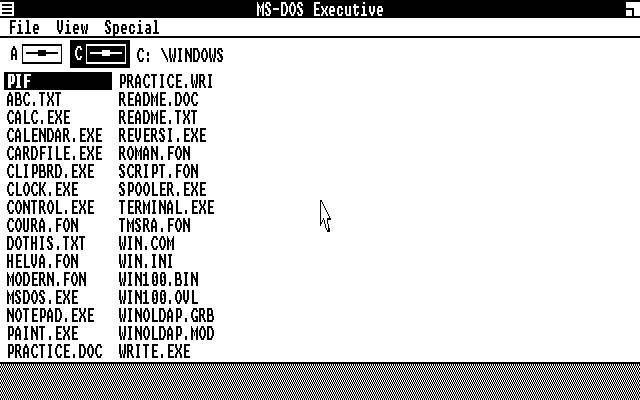 MS-DOS Executive
File View Special
A C C: \WINDOWS
PIF PRACTICE.WRI
ABC.TXT README.DOC
CALC.EXE README.TXT
CALENDAR.EXE REVERSI.EXE
CARDFILE.EXE ROMAN.FON
CLIPBRD.EXE SCRIPT.FON
CLOCK.EXE SPOOLER.EXE
CONTROL.EXE TERMINAL.EXE
COURA.FON TMSRA.FON
DOTHIS.TXT WIN.COM
HELVA.FON WIN.INI
MODERN.FON WIN100.BIN
MSDOS.EXE WIN100.OVL
NOTEPAD.EXE WINOLDAP.GRB
PAINT.EXE WINOLDAP.MOD
PRACTICE.DOC WRITE.EXE